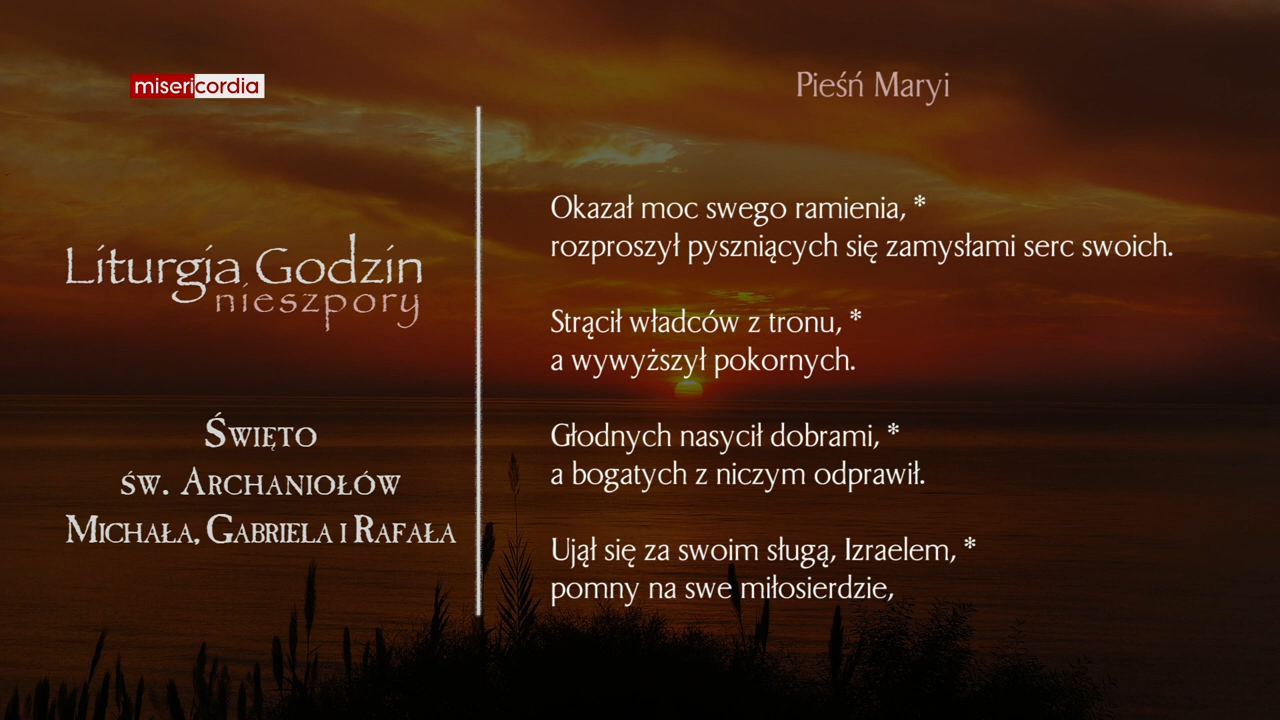 misericordia
Liturgia Godzin
nieszpory
Święto
św. Archaniołów
Michała, Gabriela i Rafała
Pieśń Maryi
Okazał moc swego ramienia, *
rozproszył pyszniących się zamysłami serc swoich.
Strącił władców z tronu, *
a wywyższył pokornych.
Głodnych nasycił dobrami, *
a bogatych z niczym odprawił.
Ujął się za swoim sługą, Izraelem, *
pomny na swe miłosierdzie,